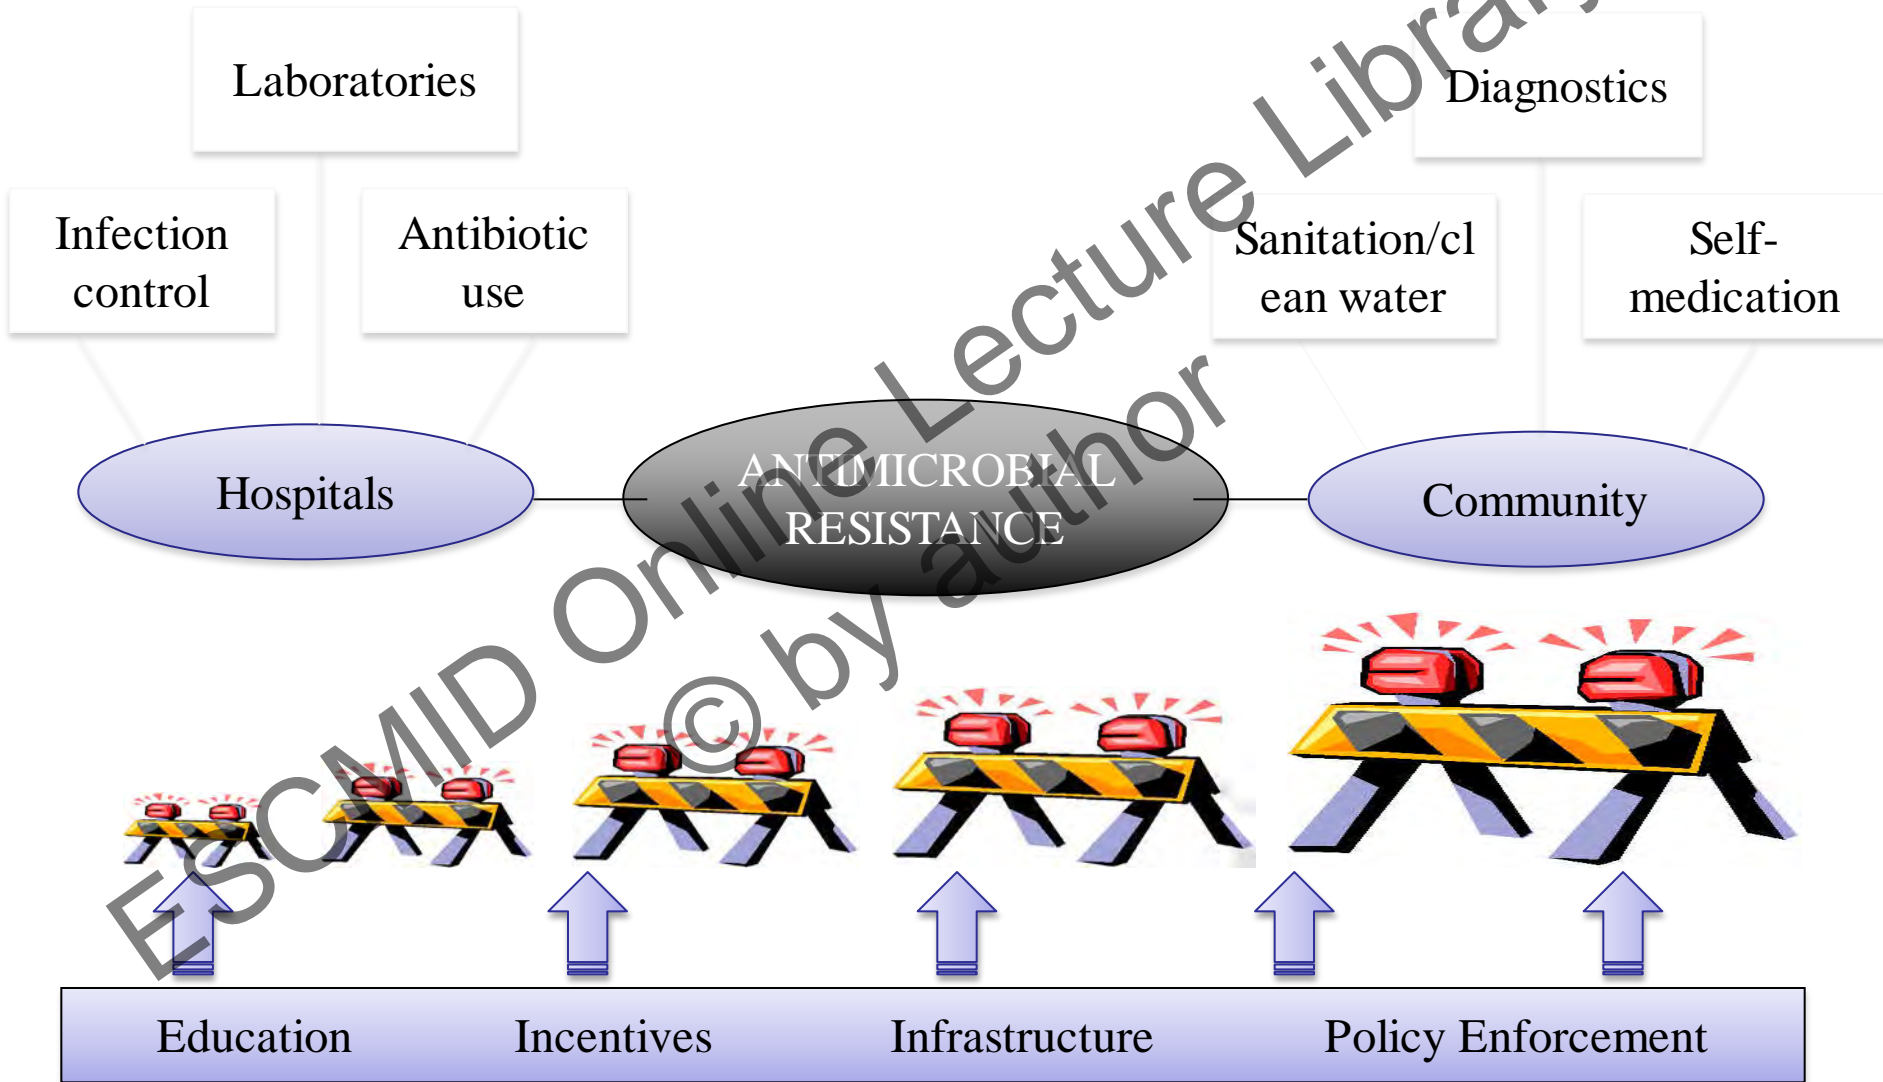 Laboratories
Diagnostics
Infection
control
Antibiotic
use
Sanitation/cl
ean water
Self-
medication
Hospitals
ANTIMICROBIAL
RESISTANCE
Community
Education
Incentives
Infrastructure
Policy Enforcement
ESCMID Online Lecture Library
© by author